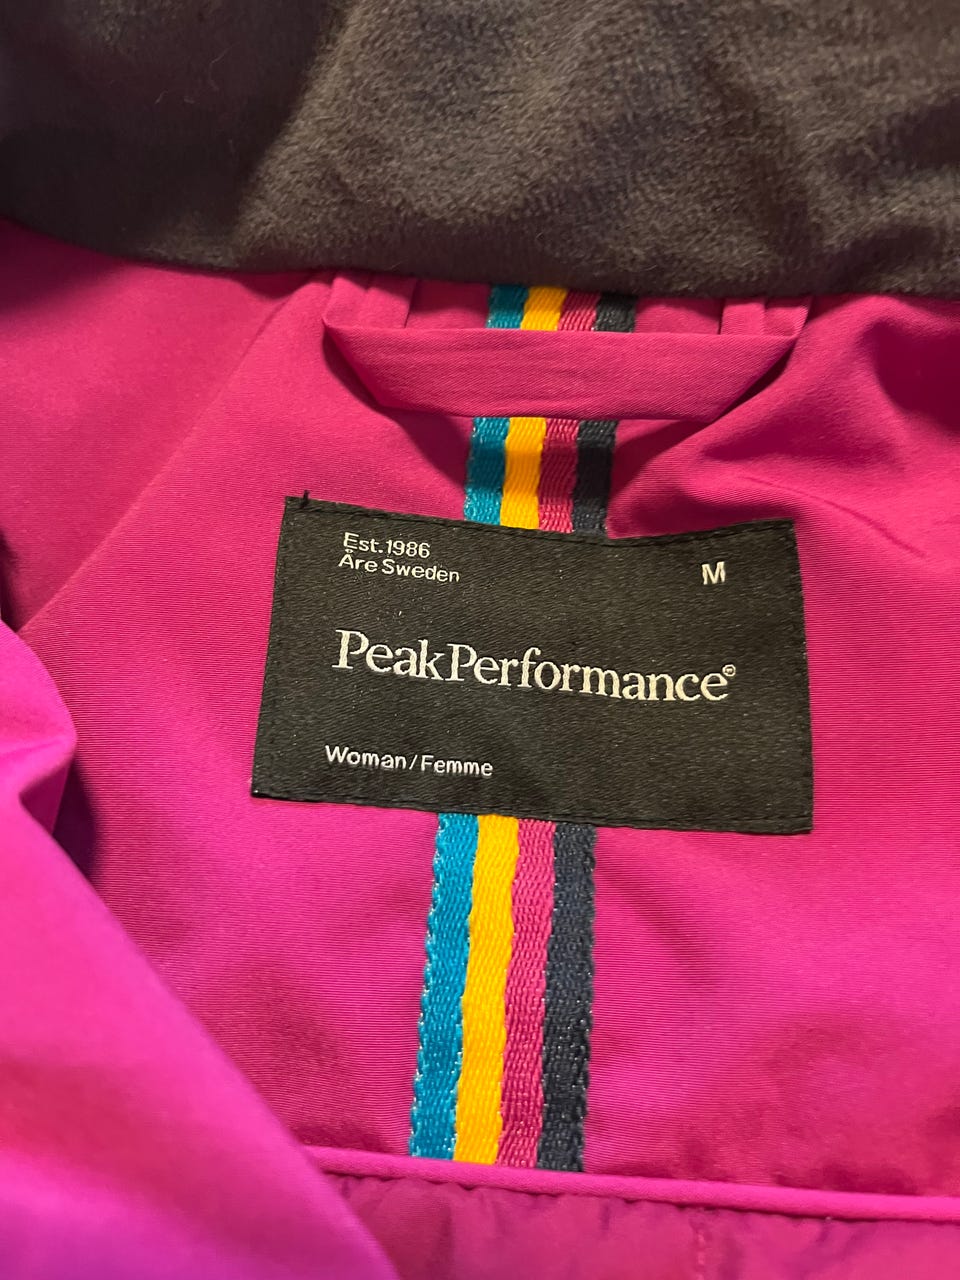 Est.1986
Åre Sweden
M
PeakPerformance®
Woman/Femme